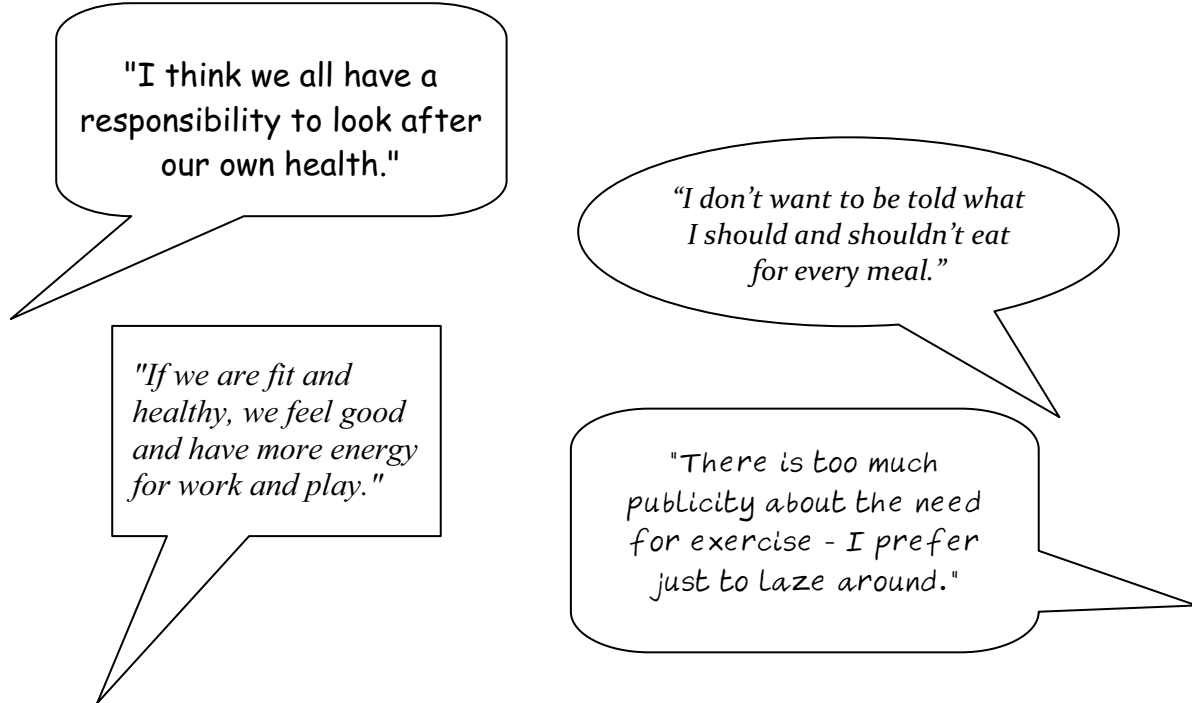 "I think we all have a
responsibility to look after
our own health."
“I don’t want to be told what
I should and shouldn’t eat
for every meal.”
"If we are fit and
healthy, we feel good
and have more energy
for work and play."
"There is too much
publicity about the need
for exercise - I prefer
just to laze around."